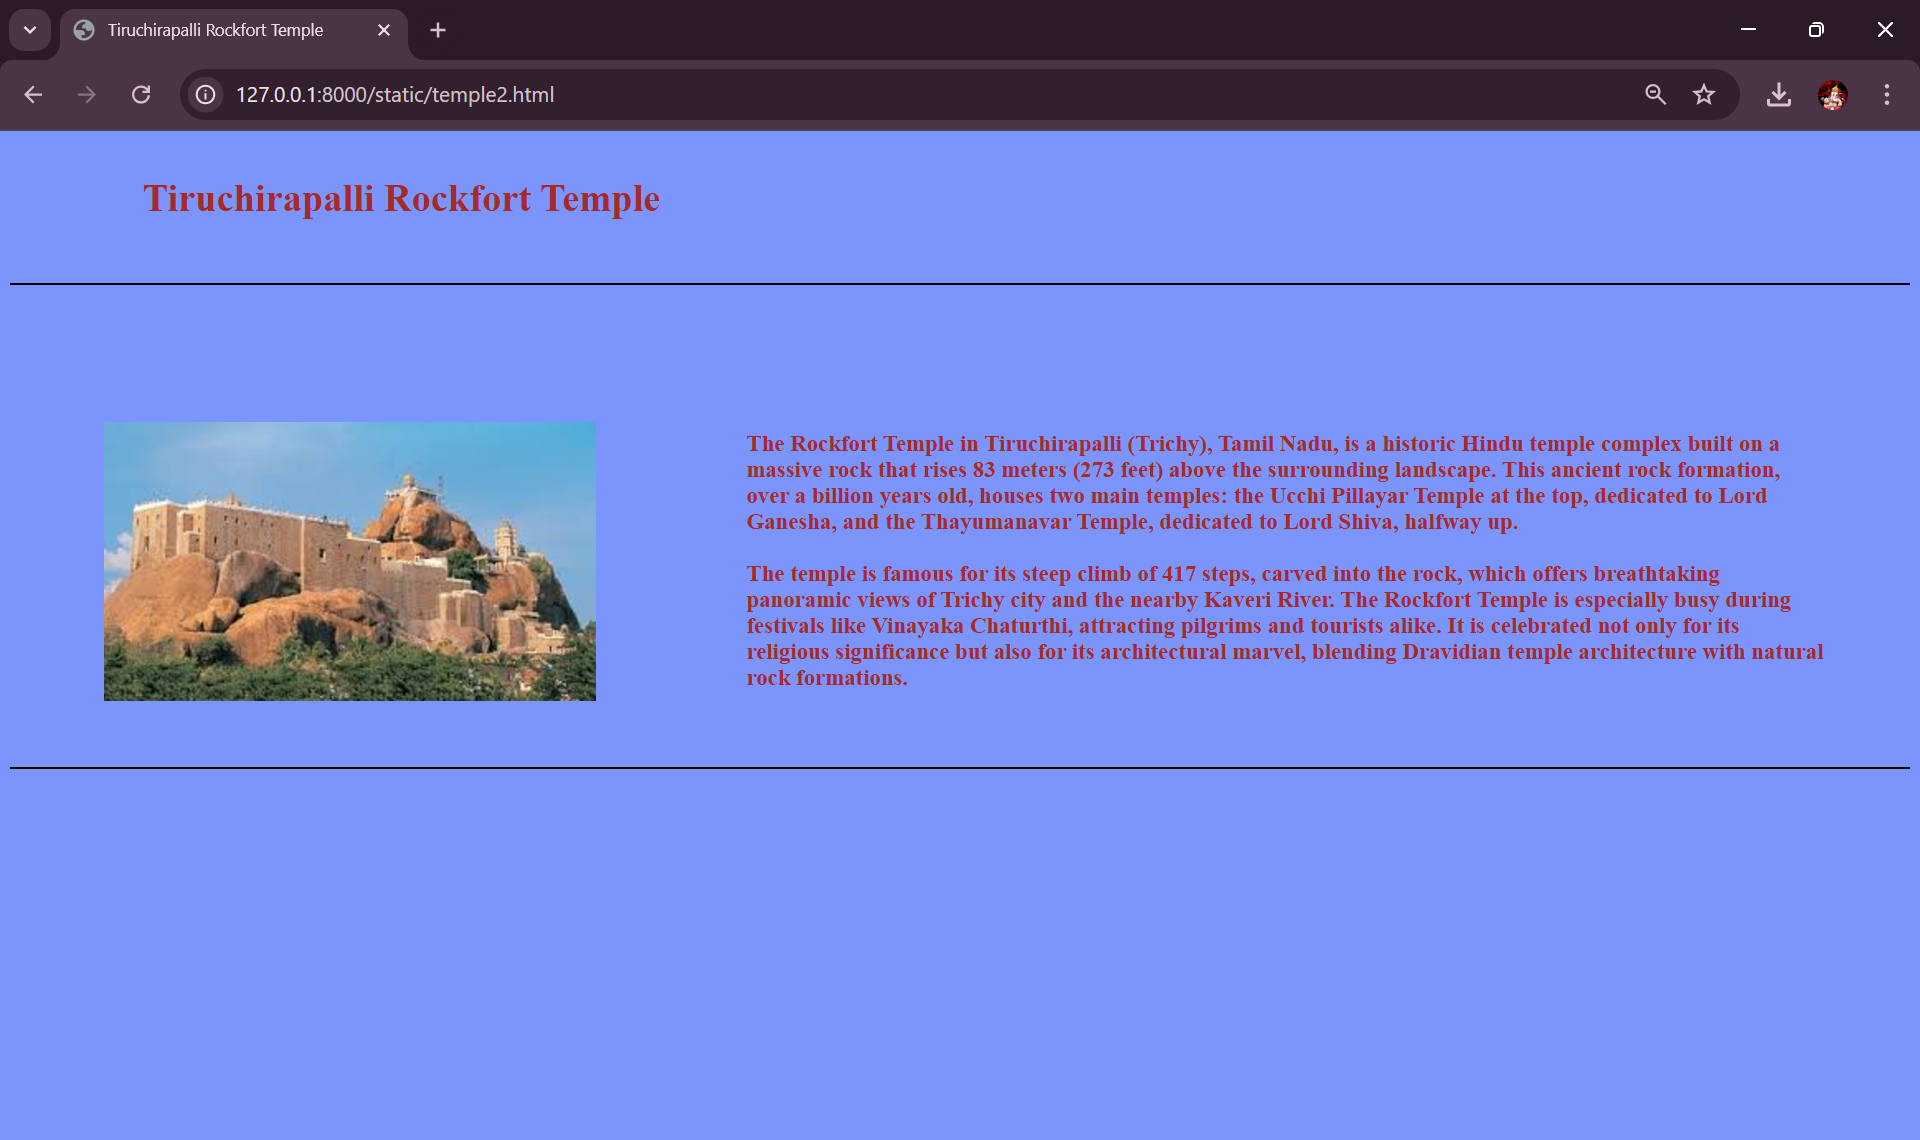 Tiruchirapalli Rockfort Temple
127.0.0.1:8000/static/temple2.html
Tiruchirapalli Rockfort Temple
The Rockfort Temple in Tiruchirapalli (Trichy), Tamil Nadu, is a historic Hindu temple complex built on a
massive rock that rises 83 meters (273 feet) above the surrounding landscape. This ancient rock formation,
over a billion years old, houses two main temples: the Ucchi Pillayar Temple at the top, dedicated to Lord
Ganesha, and the Thayumanavar Temple, dedicated to Lord Shiva, halfway up.
The temple is famous for its steep climb of 417 steps, carved into the rock, which offers breathtaking
panoramic views of Trichy city and the nearby Kaveri River. The Rockfort Temple is especially busy during
festivals like Vinayaka Chaturthi, attracting pilgrims and tourists alike. It is celebrated not only for its
religious significance but also for its architectural marvel, blending Dravidian temple architecture with natural
rock formations.